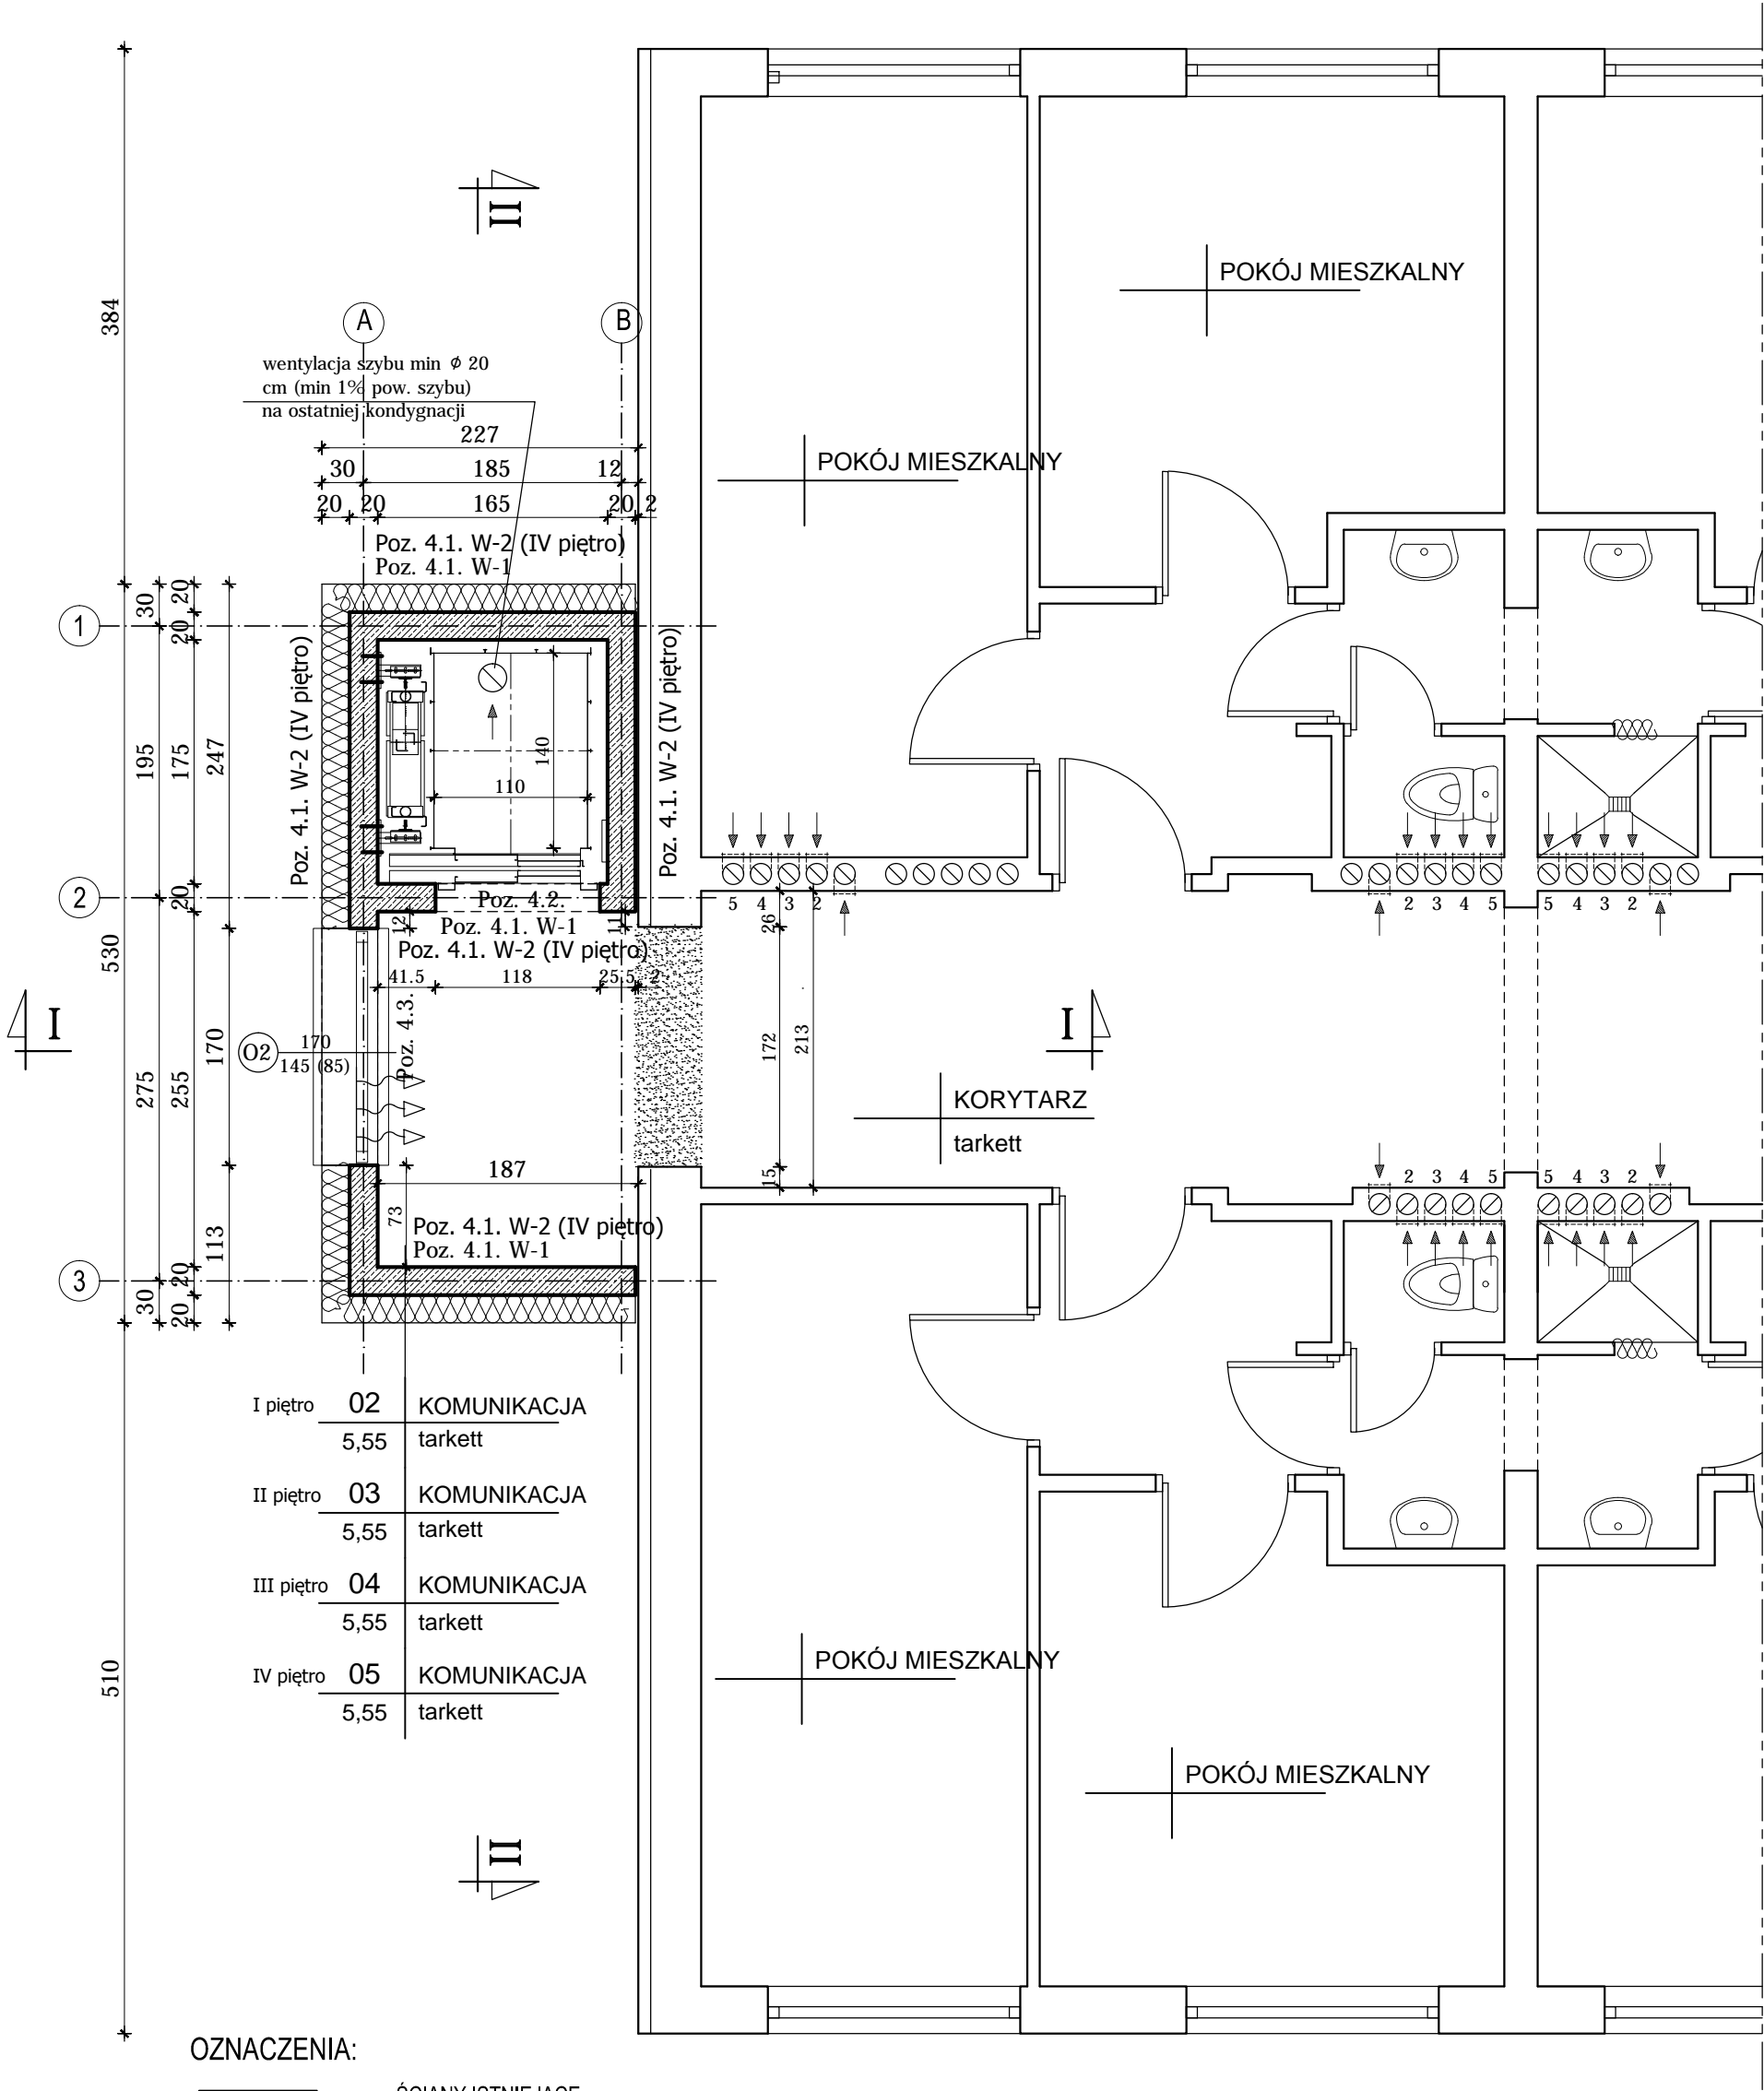 II
POKÓJ MIESZKALNY
384
A
B
wentylacja szybu min ϕ 20
cm (min 1% pow. szybu)
na ostatniej kondygnacji
227
30 185 12
20 20 165 20 2
POKÓJ MIESZKALNY
Poz. 4.1. W-2 (IV piętro)
Poz. 4.1. W-1
1
30
20
20
195
175
247
Poz. 4.1. W-2 (IV piętro)
Poz. 4.1. W-2 (IV piętro)
140
110
2
20
Poz. 4.2.
Poz. 4.1. W-1
Poz. 4.1. W-2 (IV piętro)
12
11
41.5 118 25.5 2
5 4 3 2
2 3 4 5
5 4 3 2
26
530
I
I
O2
170
145 (85)
Poz. 4.3.
170
275
255
172
213
KORYTARZ
tarkett
15
187
73
2 3 4 5
5 4 3 2
Poz. 4.1. W-2 (IV piętro)
Poz. 4.1. W-1
113
3
20
30
20
I piętro 02 KOMUNIKACJA
5,55 tarkett
II piętro 03 KOMUNIKACJA
5,55 tarkett
III piętro 04 KOMUNIKACJA
5,55 tarkett
IV piętro 05 KOMUNIKACJA
5,55 tarkett
510
POKÓJ MIESZKALNY
POKÓJ MIESZKALNY
II
OZNACZENIA:
ŚCIANY ISTNIEJĄCE